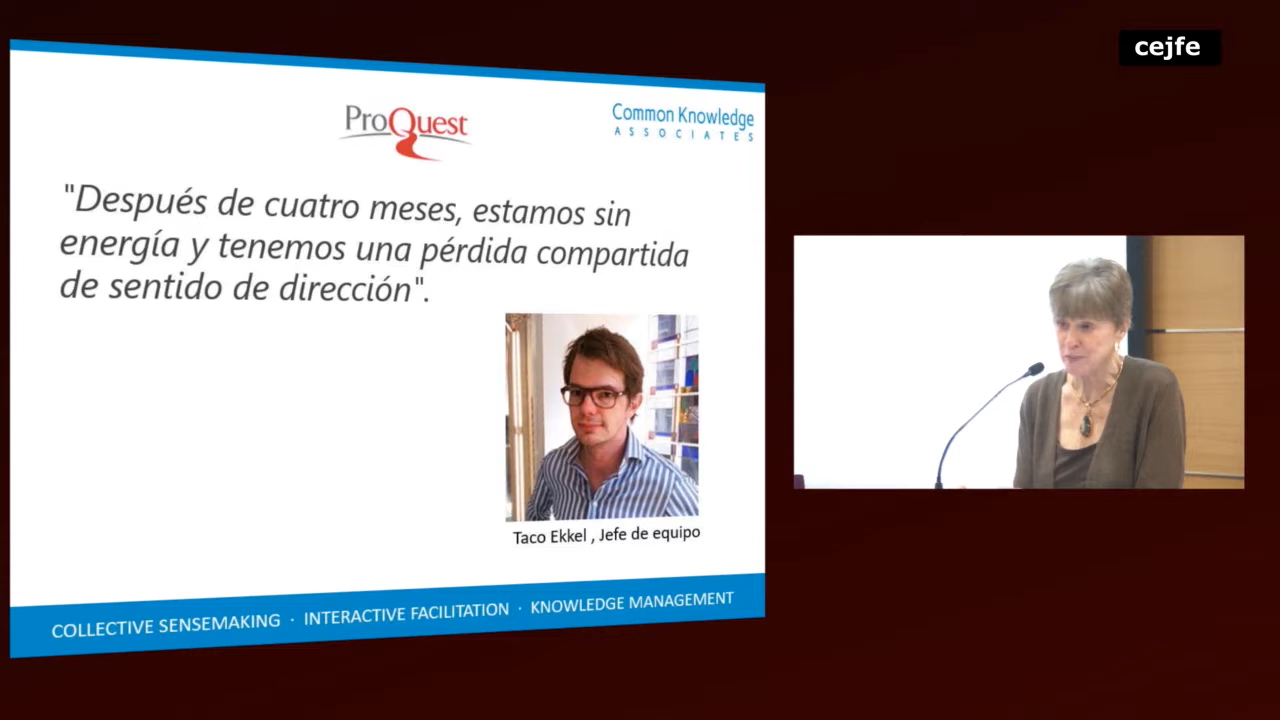 cejfe
ProQuest
Common Knowledge
ASSOCIATES
"Después de cuatro meses, estamos sin
energía y tenemos una pérdida compartida
de sentido de dirección".
Taco Ekkel , Jefe de equipo
COLLECTIVE SENSEMAKING · INTERACTIVE FACILITATION · KNOWLEDGE MANAGEMENT